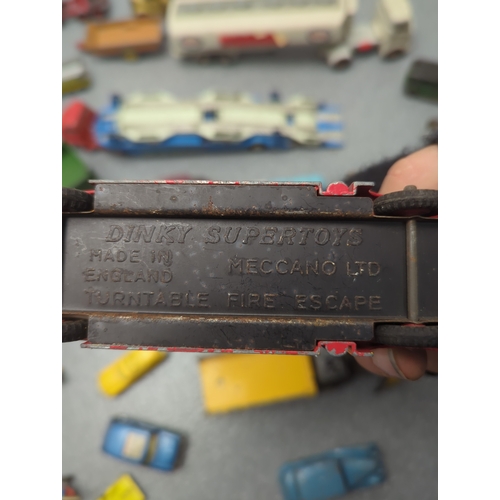 DINKY SUPERTOYS
MADE IN
ENGLAND
MECCANO LTD
TURNTABLE FIRE ESCAPE